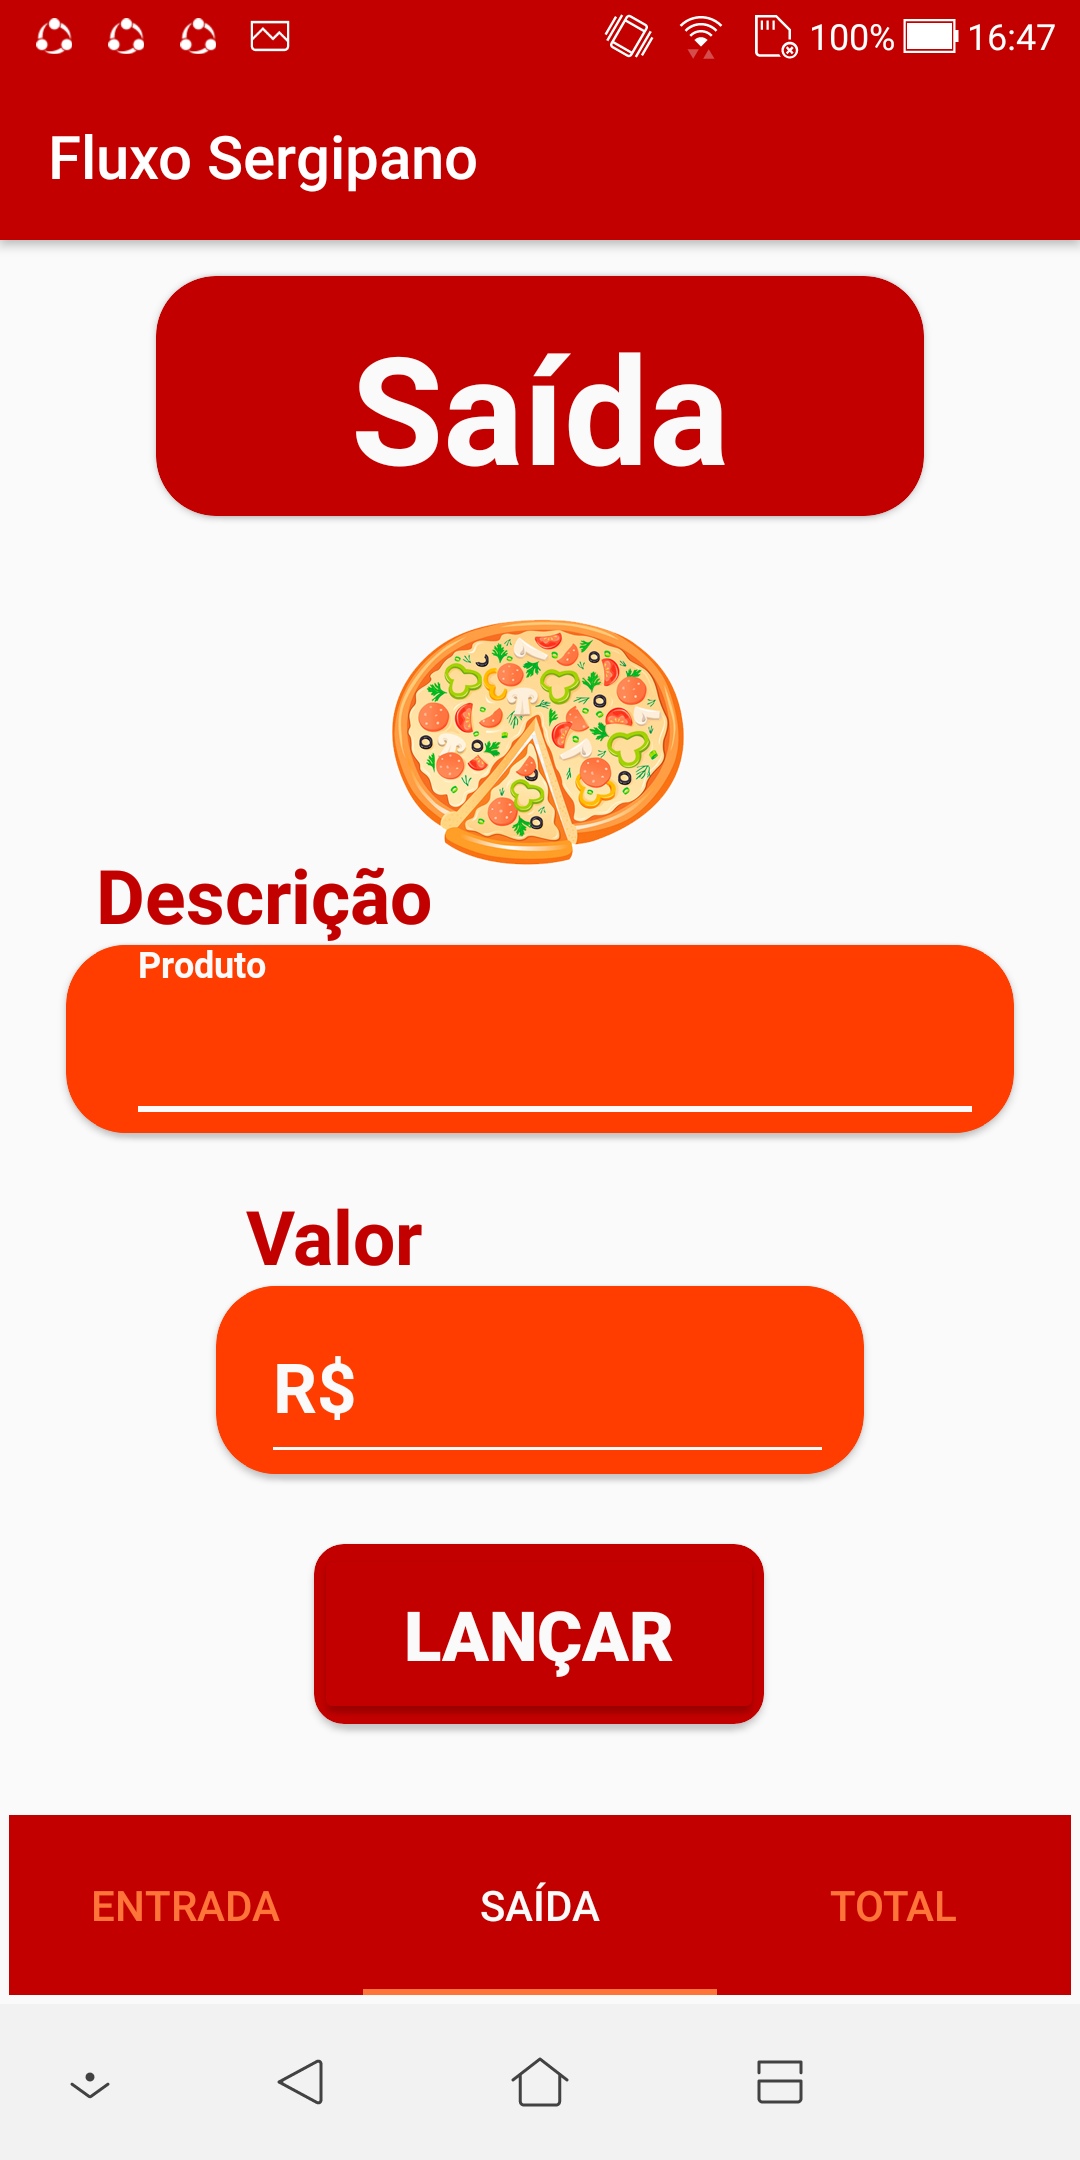 100% 16:47
Fluxo Sergipano
Saída
Descrição
Produto
Valor
R$
LANÇAR
ENTRADA SAÍDA TOTAL